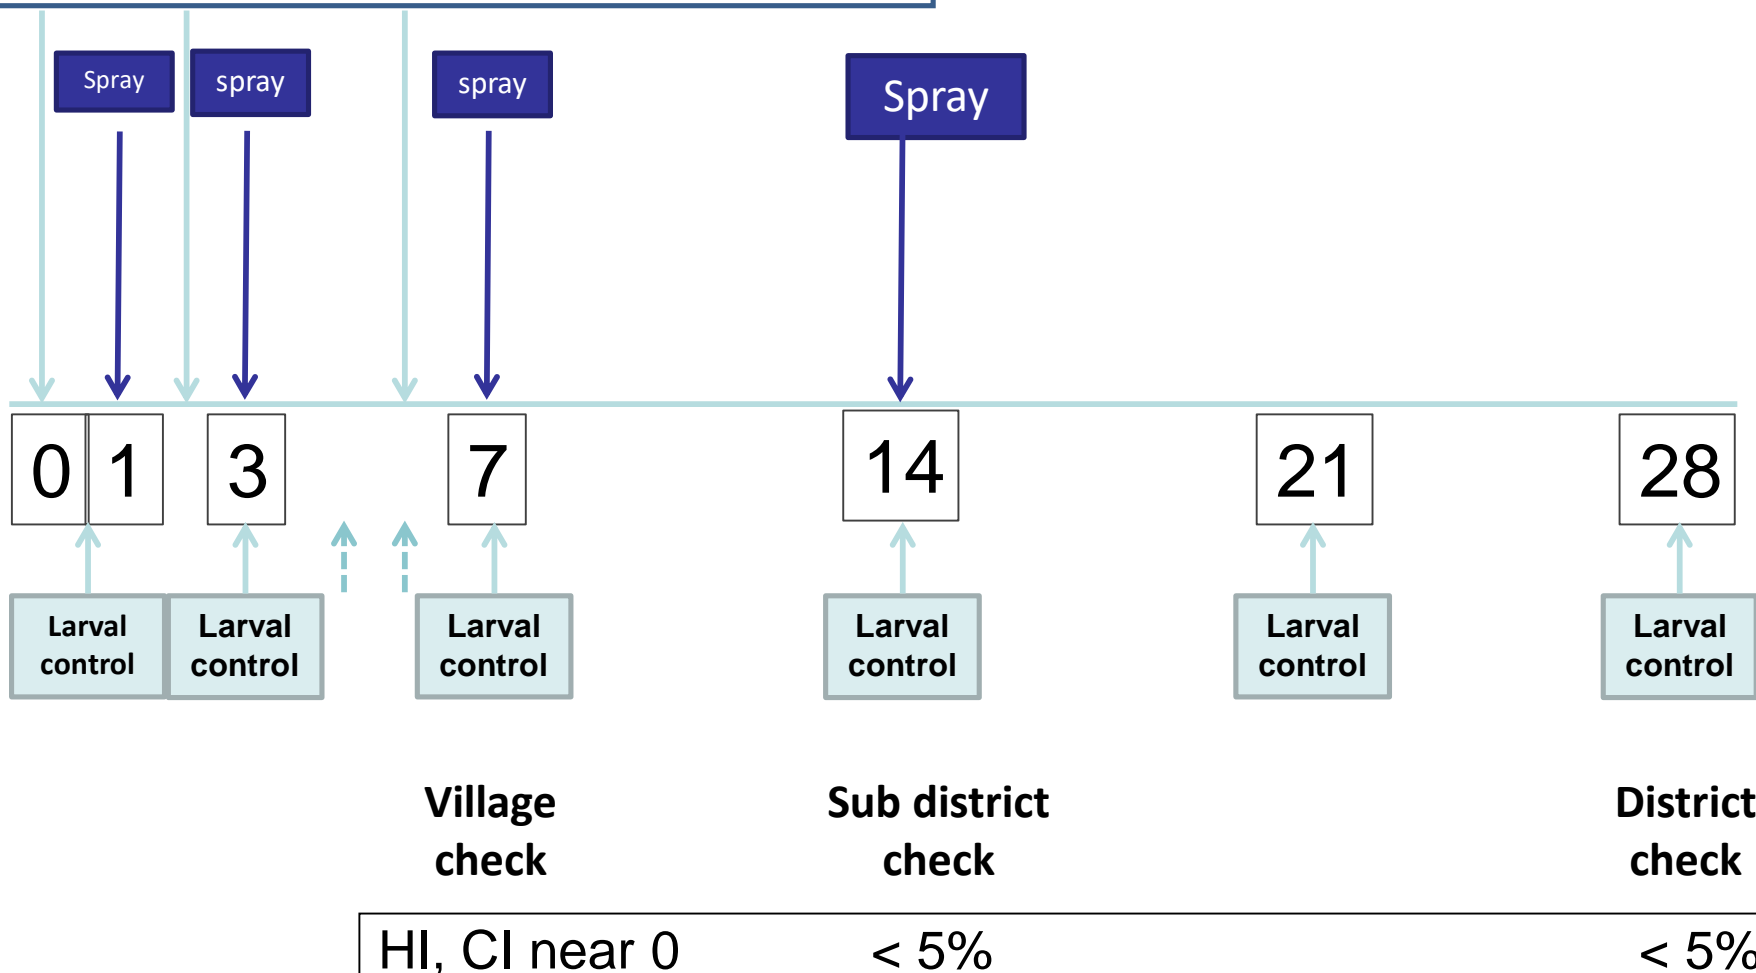 Spray spray spray Spray
0 1 3 7 14 21 28
Larval Larval Larval Larval Larval Larval
control control control control control control
Village Sub district District
check check check
HI, CI near 0 < 5% < 5%